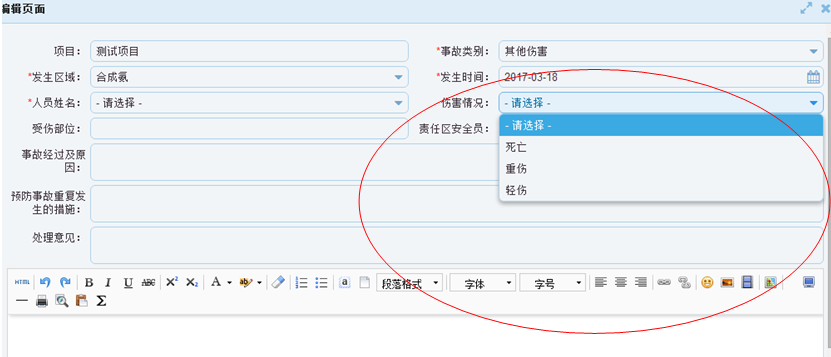 编辑页面
项目： 测试项目 *事故类别： 其他伤害
*发生区域： 合成氨 *发生时间： 2017-03-18
*人员姓名： - 请选择 - 伤害情况： - 请选择 -
受伤部位： 责任区安全员： - 请选择 -
死亡
重伤
轻伤
事故经过及原
因：
预防事故重复发
生的措施：
处理意见：
HTML B I U ABC X² X₂ A ab a 段落格式 字体 字号
Σ